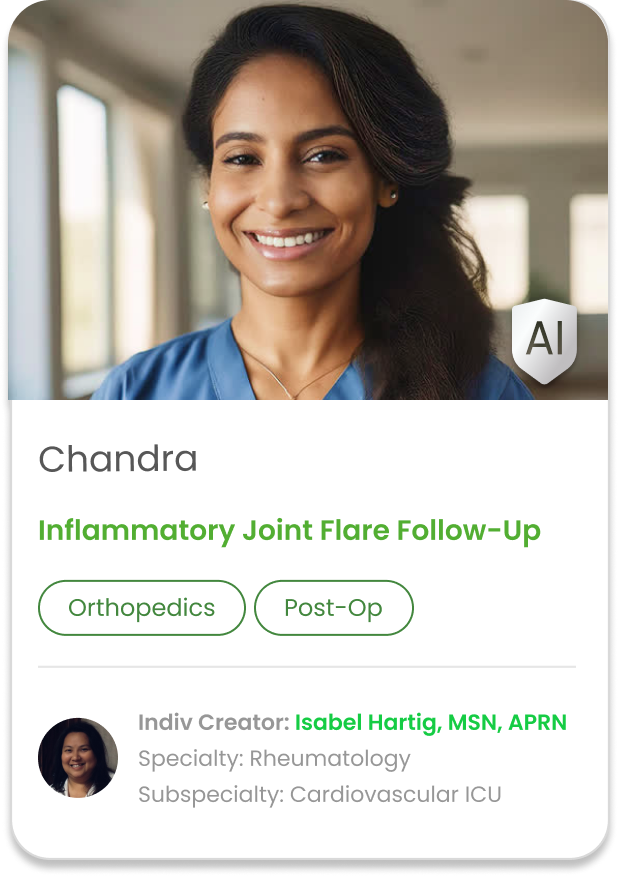 AI
Chandra
Inflammatory Joint Flare Follow-Up
Orthopedics
Post-Op
Indiv Creator: Isabel Hartig, MSN, APRN
Specialty: Rheumatology
Subspecialty: Cardiovascular ICU